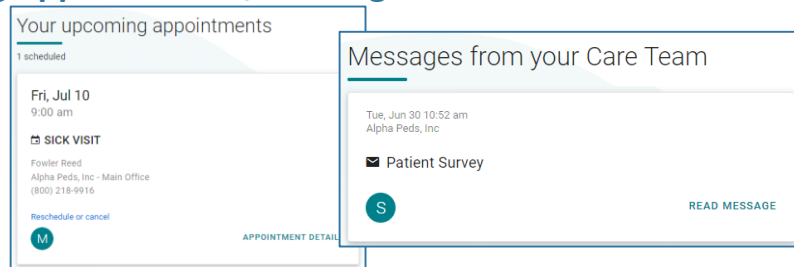 Your upcoming appointments
1 scheduled
Fri, Jul 10
9:00 am
SICK VISIT
Fowler Reed
Alpha Peds, Inc - Main Office
(800) 218-9916
Reschedule or cancel
M
APPOINTMENT DETAIL
Messages from your Care Team
Tue, Jun 30 10:52 am
Alpha Peds, Inc
Patient Survey
S
READ MESSAGE